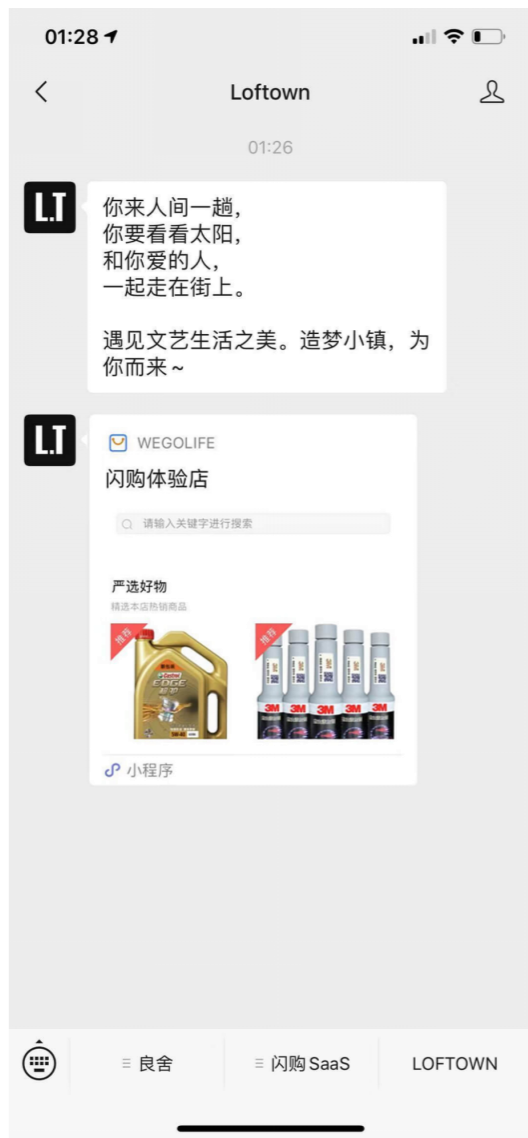 01:28
Loftown
01:26
L.T
你来人间一趟，
你要看看太阳，
和你爱的人，
一起走在街上。
遇见文艺生活之美。造梦小镇，为
你而来~
L.T
WEGOLIFE
闪购体验店
请输入关键字进行搜索
严选好物
精选本店热销商品
推荐
推荐
Castrol
EDGE
3M 3M 3M 3M 3M
小程序
良舍
闪购 SaaS
LOFTOWN